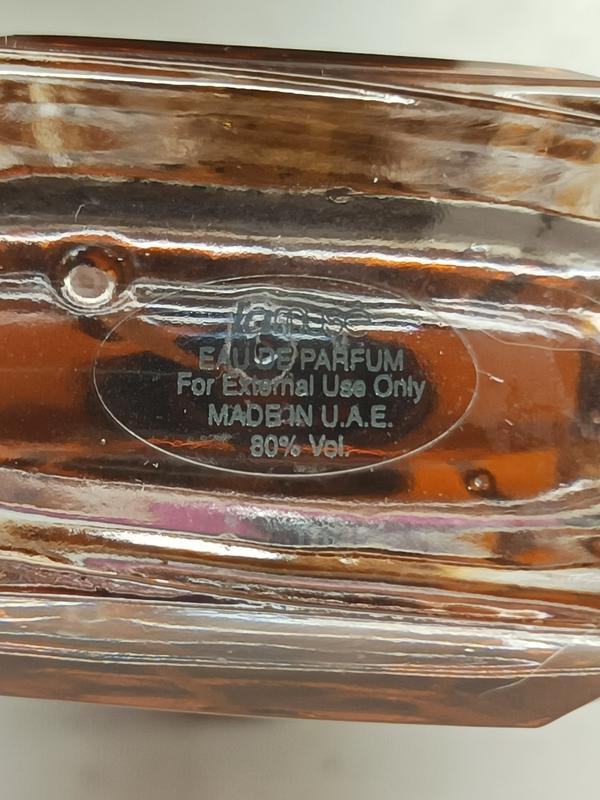 EAU DE PARFUM
For External Use Only
MADE IN U.A.E.
80% Vol.